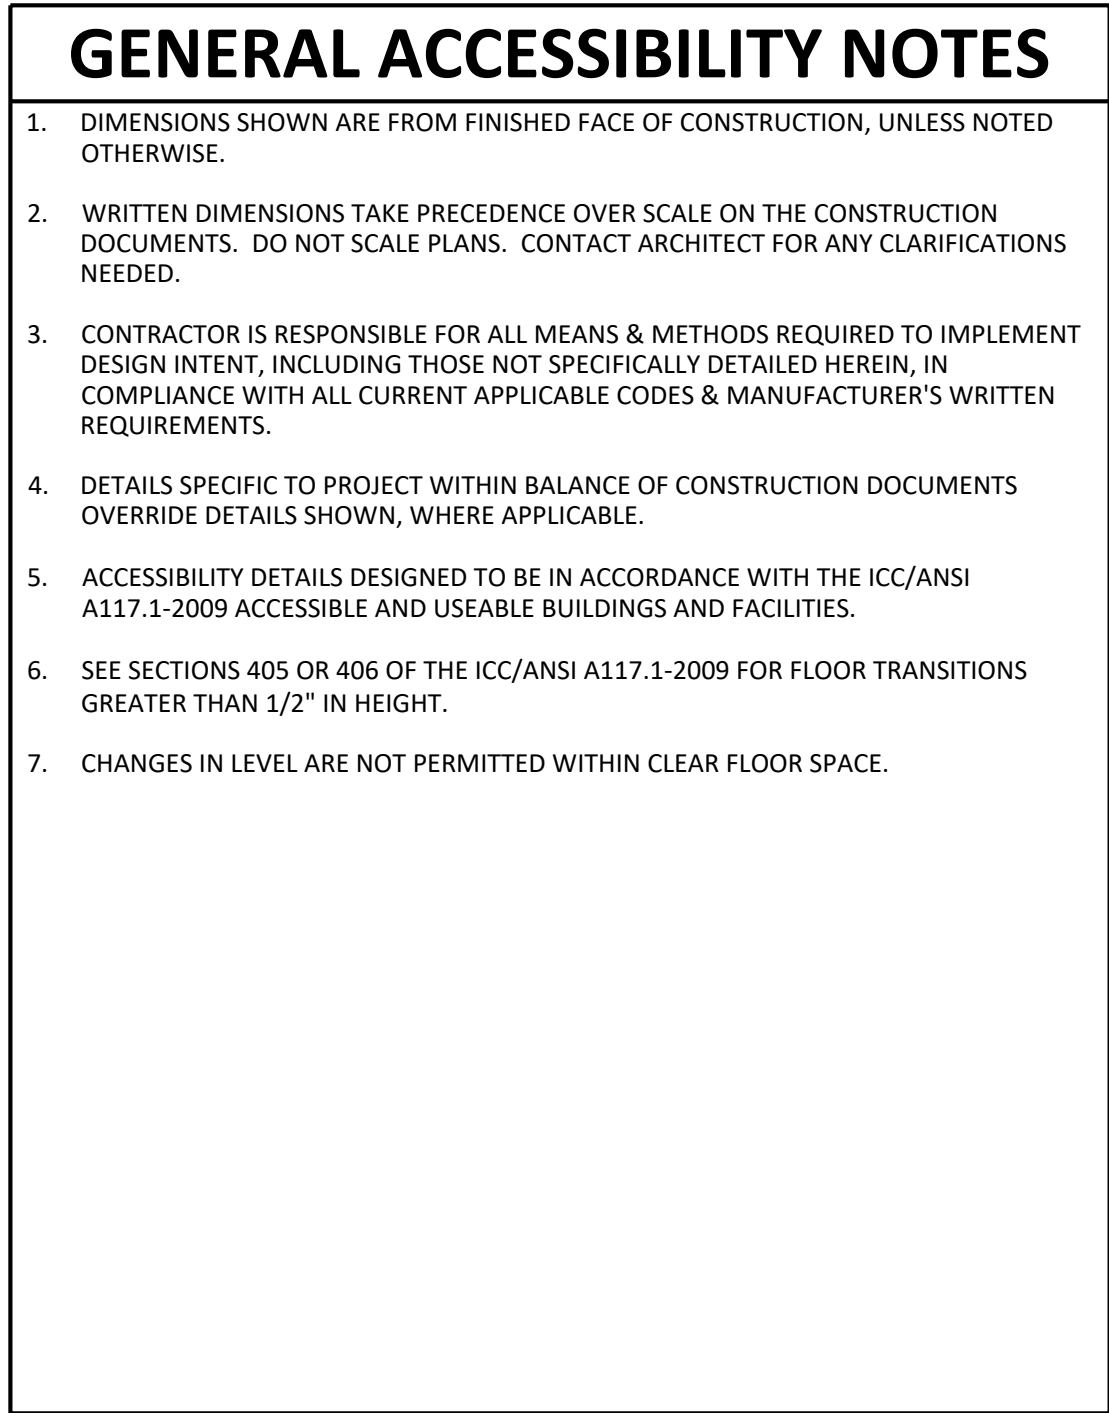 GENERAL ACCESSIBILITY NOTES
1. DIMENSIONS SHOWN ARE FROM FINISHED FACE OF CONSTRUCTION, UNLESS NOTED
OTHERWISE.
2. WRITTEN DIMENSIONS TAKE PRECEDENCE OVER SCALE ON THE CONSTRUCTION
DOCUMENTS. DO NOT SCALE PLANS. CONTACT ARCHITECT FOR ANY CLARIFICATIONS
NEEDED.
3. CONTRACTOR IS RESPONSIBLE FOR ALL MEANS & METHODS REQUIRED TO IMPLEMENT
DESIGN INTENT, INCLUDING THOSE NOT SPECIFICALLY DETAILED HEREIN, IN
COMPLIANCE WITH ALL CURRENT APPLICABLE CODES & MANUFACTURER'S WRITTEN
REQUIREMENTS.
4. DETAILS SPECIFIC TO PROJECT WITHIN BALANCE OF CONSTRUCTION DOCUMENTS
OVERRIDE DETAILS SHOWN, WHERE APPLICABLE.
5. ACCESSIBILITY DETAILS DESIGNED TO BE IN ACCORDANCE WITH THE ICC/ANSI
A117.1-2009 ACCESSIBLE AND USEABLE BUILDINGS AND FACILITIES.
6. SEE SECTIONS 405 OR 406 OF THE ICC/ANSI A117.1-2009 FOR FLOOR TRANSITIONS
GREATER THAN 1/2" IN HEIGHT.
7. CHANGES IN LEVEL ARE NOT PERMITTED WITHIN CLEAR FLOOR SPACE.